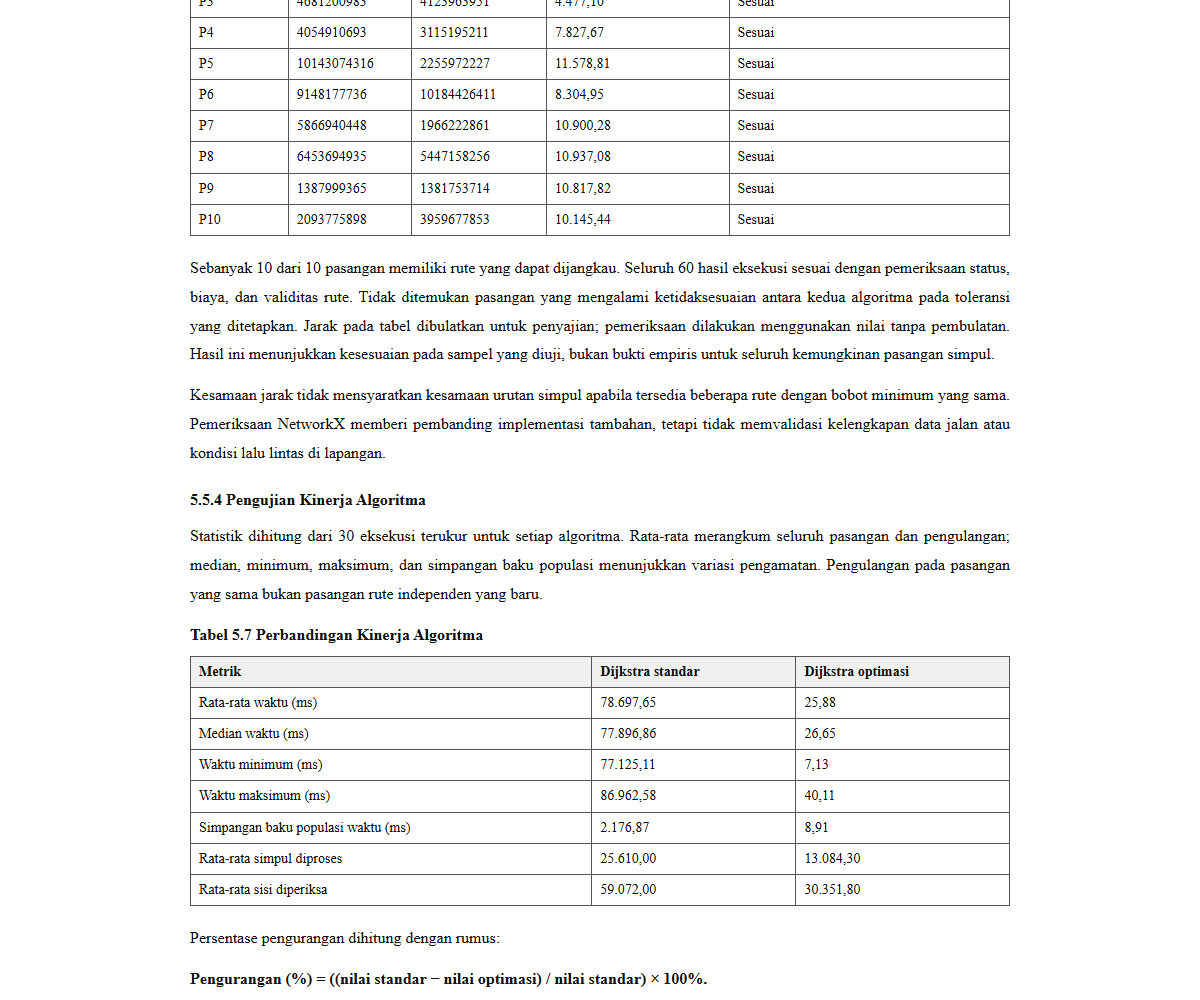 P3 4681200983 4123963931 4.477,10 Sesuai
P4 4054910693 3115195211 7.827,67 Sesuai
P5 10143074316 2255972227 11.578,81 Sesuai
P6 9148177736 10184426411 8.304,95 Sesuai
P7 5866940448 1966222861 10.900,28 Sesuai
P8 6453694935 5447158256 10.937,08 Sesuai
P9 1387999365 1381753714 10.817,82 Sesuai
P10 2093775898 3959677853 10.145,44 Sesuai
Sebanyak 10 dari 10 pasangan memiliki rute yang dapat dijangkau. Seluruh 60 hasil eksekusi sesuai dengan pemeriksaan status,
biaya, dan validitas rute. Tidak ditemukan pasangan yang mengalami ketidaksesuaian antara kedua algoritma pada toleransi
yang ditetapkan. Jarak pada tabel dibulatkan untuk penyajian; pemeriksaan dilakukan menggunakan nilai tanpa pembulatan.
Hasil ini menunjukkan kesesuaian pada sampel yang diuji, bukan bukti empiris untuk seluruh kemungkinan pasangan simpul.
Kesamaan jarak tidak mensyaratkan kesamaan urutan simpul apabila tersedia beberapa rute dengan bobot minimum yang sama.
Pemeriksaan NetworkX memberi pembanding implementasi tambahan, tetapi tidak memvalidasi kelengkapan data jalan atau
kondisi lalu lintas di lapangan.
5.5.4 Pengujian Kinerja Algoritma
Statistik dihitung dari 30 eksekusi terukur untuk setiap algoritma. Rata-rata merangkum seluruh pasangan dan pengulangan;
median, minimum, maksimum, dan simpangan baku populasi menunjukkan variasi pengamatan. Pengulangan pada pasangan
yang sama bukan pasangan rute independen yang baru.
Tabel 5.7 Perbandingan Kinerja Algoritma
Metrik Dijkstra standar Dijkstra optimasi
Rata-rata waktu (ms) 78.697,65 25,88
Median waktu (ms) 77.896,86 26,65
Waktu minimum (ms) 77.125,11 7,13
Waktu maksimum (ms) 86.962,58 40,11
Simpangan baku populasi waktu (ms) 2.176,87 8,91
Rata-rata simpul diproses 25.610,00 13.084,30
Rata-rata sisi diperiksa 59.072,00 30.351,80
Persentase pengurangan dihitung dengan rumus:
Pengurangan (%) = ((nilai standar − nilai optimasi) / nilai standar) × 100%.